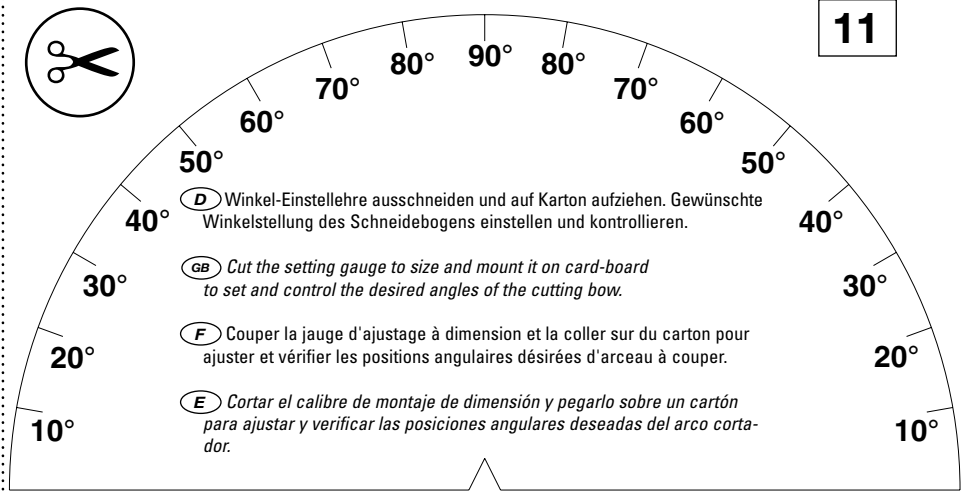 11
80° 90° 80°
70° 70°
60° 60°
50° 50°
D Winkel-Einstellehre ausschneiden und auf Karton aufziehen. Gewünschte
Winkelstellung des Schneidebogens einstellen und kontrollieren.
40° 40°
GB Cut the setting gauge to size and mount it on card-board
30° 30°
to set and control the desired angles of the cutting bow.
F Couper la jauge d'ajustage à dimension et la coller sur du carton pour
20° 20°
ajuster et vérifier les positions angulaires désirées d'arceau à couper.
E Cortar el calibre de montaje de dimensión y pegarlo sobre un cartón
10° 10°
para ajustar y verificar las posiciones angulares deseadas del arco corta-
dor.